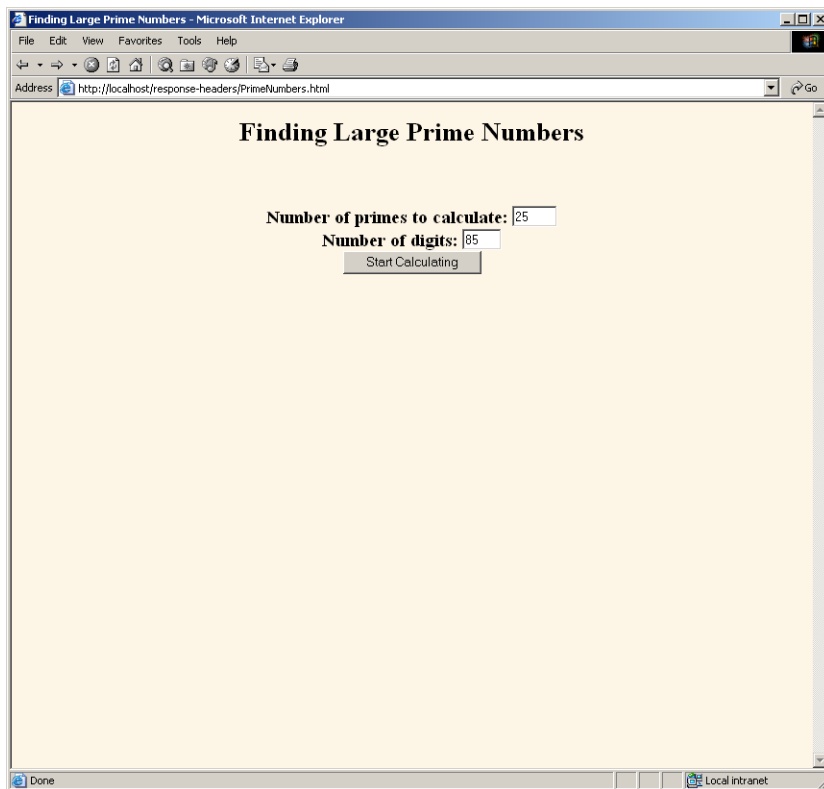 Finding Large Prime Numbers - Microsoft Internet Explorer
File Edit View Favorites Tools Help
Address http://localhost/response-headers/PrimeNumbers.html Go
Finding Large Prime Numbers
Number of primes to calculate: 25
Number of digits: 85
Start Calculating
Done Local intranet